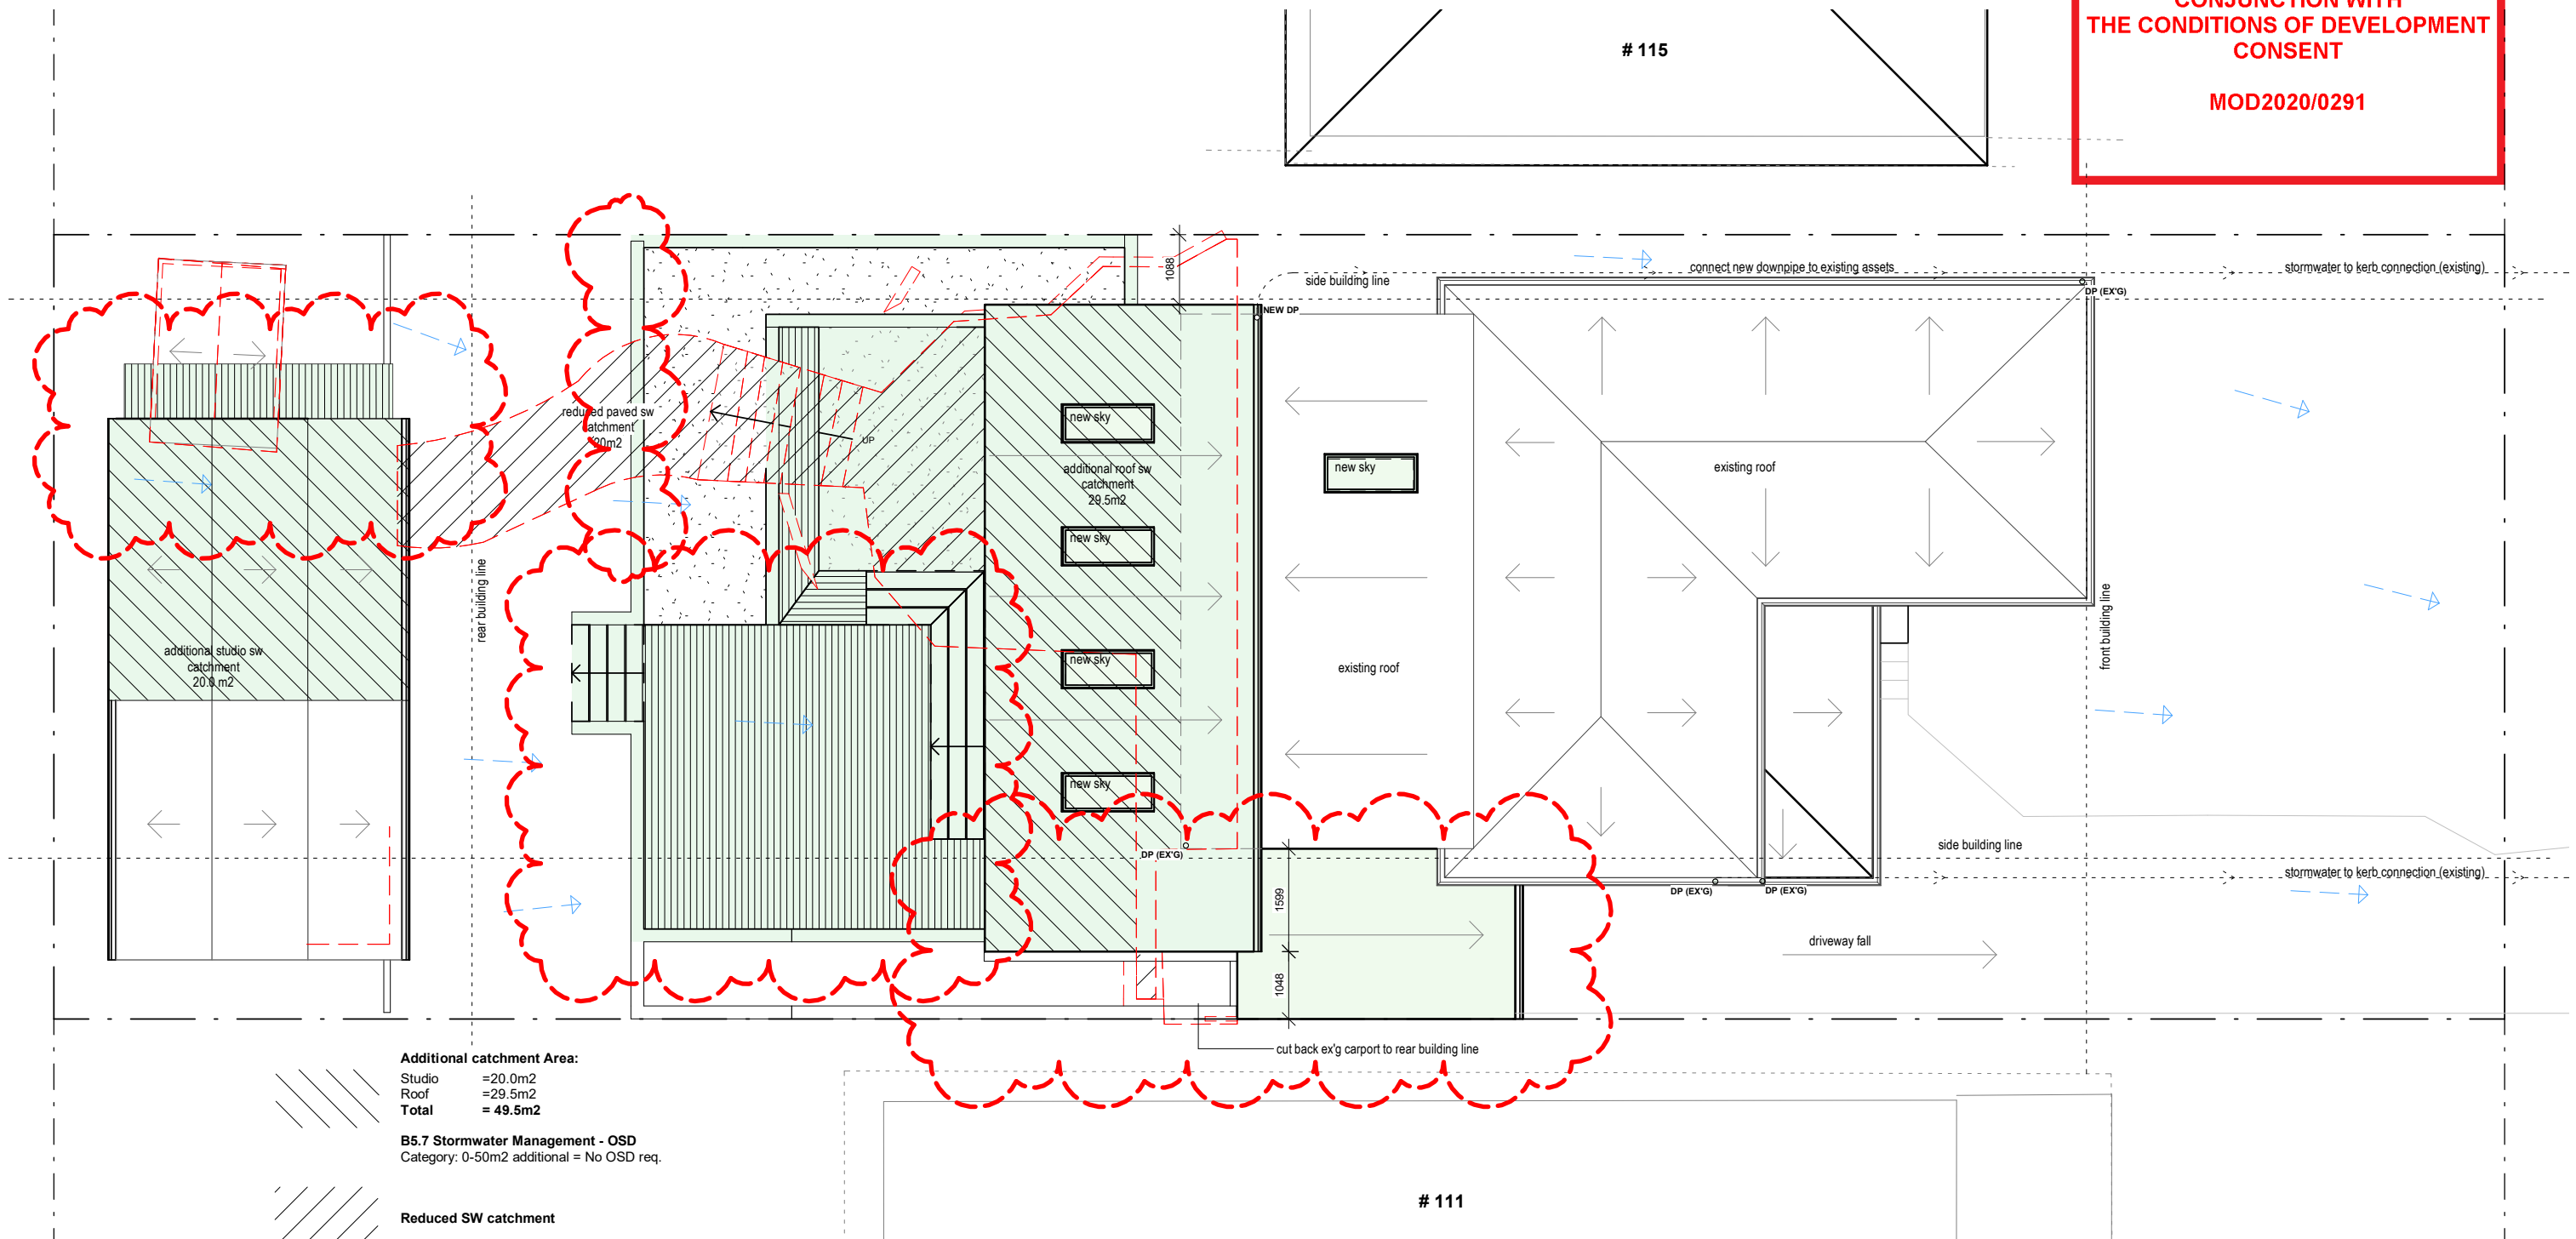 CONJUNCTION WITH
THE CONDITIONS OF DEVELOPMENT
CONSENT
MOD2020/0291
# 115
1088
side building line
connect new downpipe to existing assets
stormwater to kerb connection (existing)
DP (EX'G)
NEW DP
reduced paved sw
catchment
20m2
UP
new sky
additional roof sw
catchment
29.5m2
new sky
new sky
new sky
new sky
existing roof
existing roof
rear building line
front building line
additional studio sw
catchment
20.0 m2
DP (EX'G)
side building line
1599
DP (EX'G)
DP (EX'G)
stormwater to kerb connection (existing)
driveway fall
1048
cut back ex'g carport to rear building line
Additional catchment Area:
Studio =20.0m2
Roof =29.5m2
Total = 49.5m2
B5.7 Stormwater Management - OSD
Category: 0-50m2 additional = No OSD req.
Reduced SW catchment
# 111